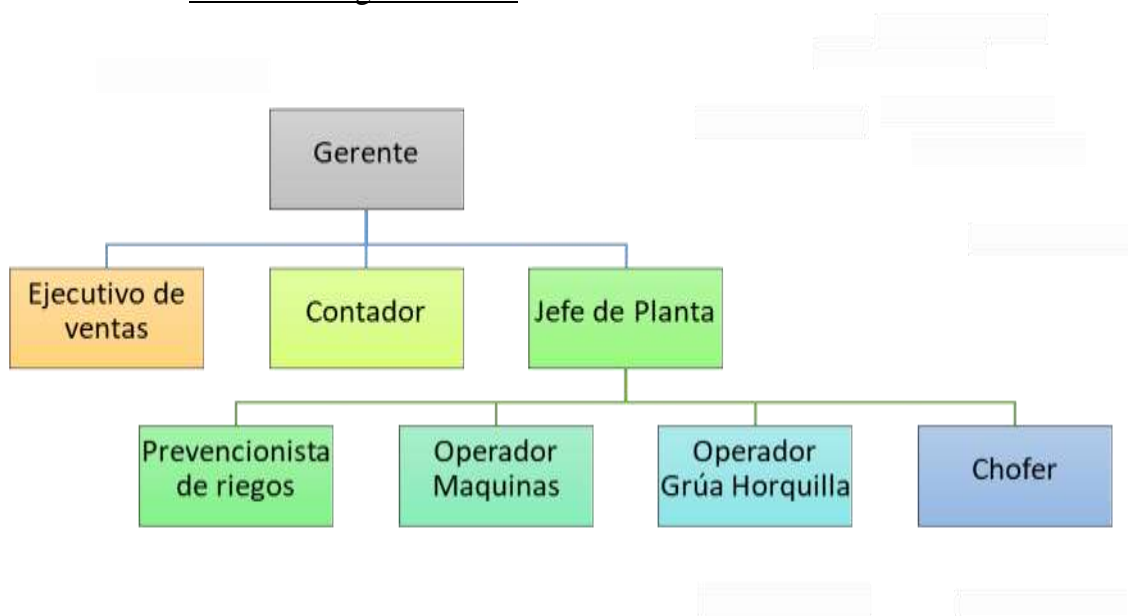 Gerente
Ejecutivo de
ventas
Contador
Jefe de Planta
Prevencionista
de riegos
Operador
Maquinas
Operador
Grúa Horquilla
Chofer